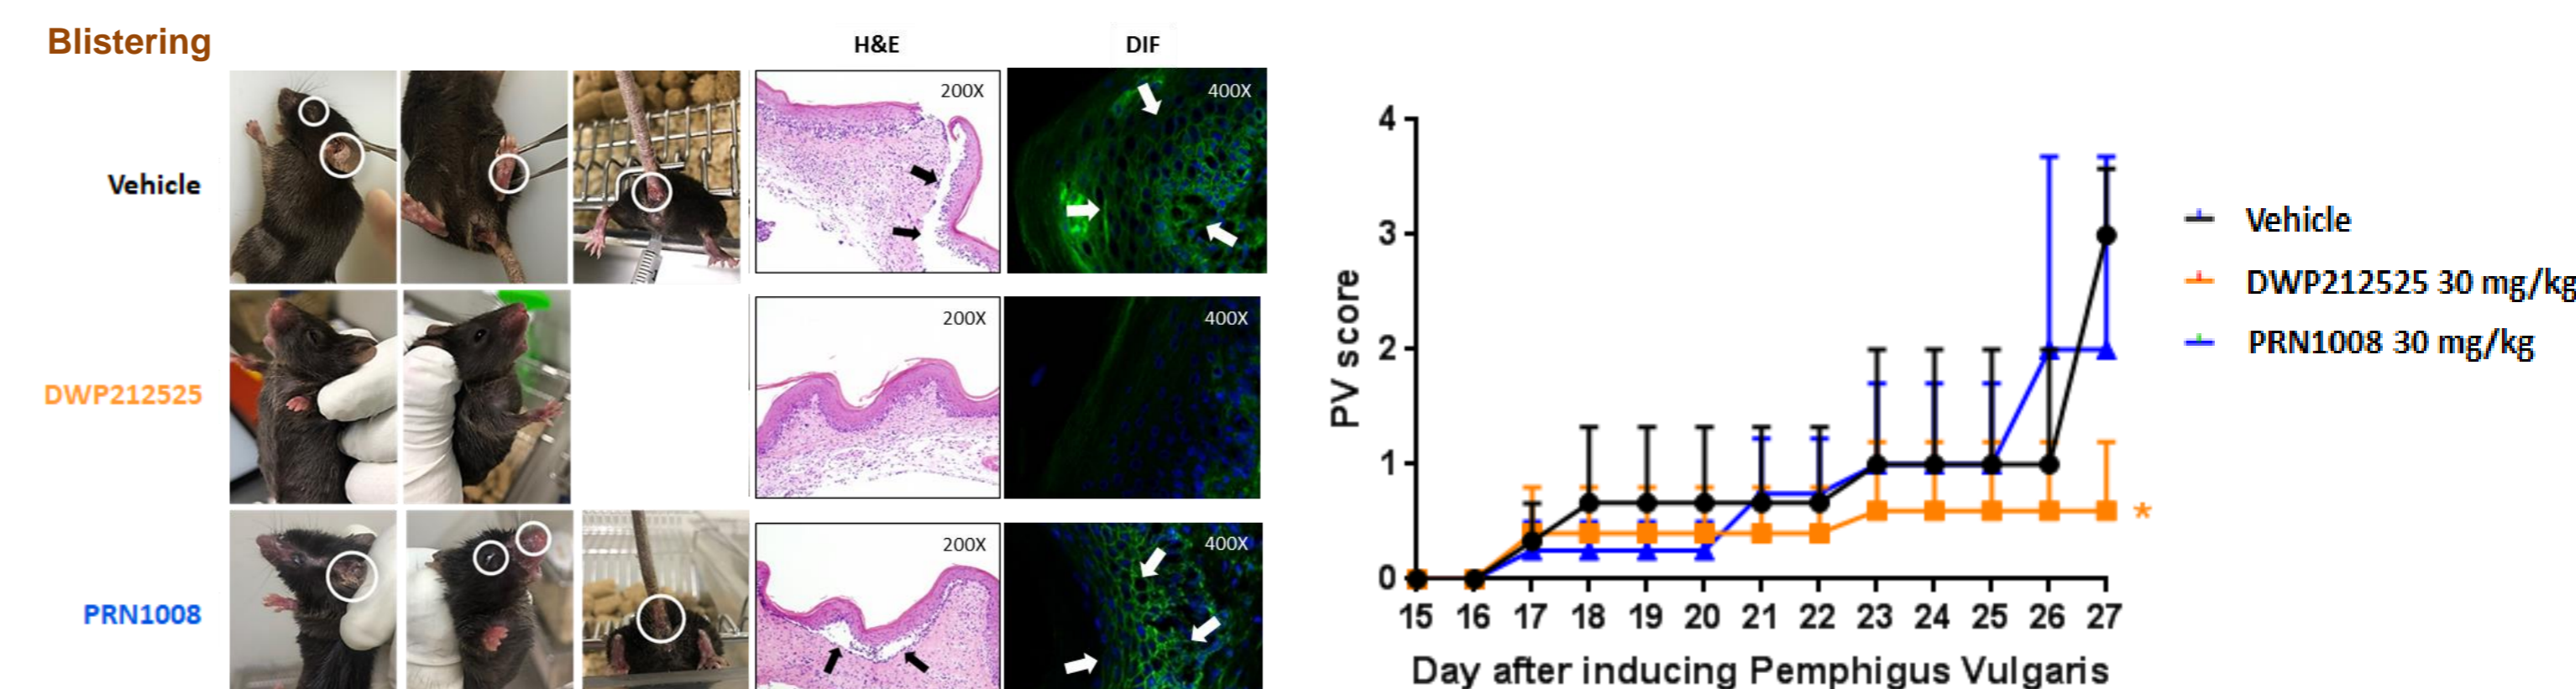 Blistering
H&E
DIF
Vehicle
200X
400X
DWP212525
200X
400X
PRN1008
200X
400X
PV score
4
3
2
1
0
15 16 17 18 19 20 21 22 23 24 25 26 27
Day after inducing Pemphigus Vulgaris
*
Vehicle
DWP212525 30 mg/kg
PRN1008 30 mg/kg